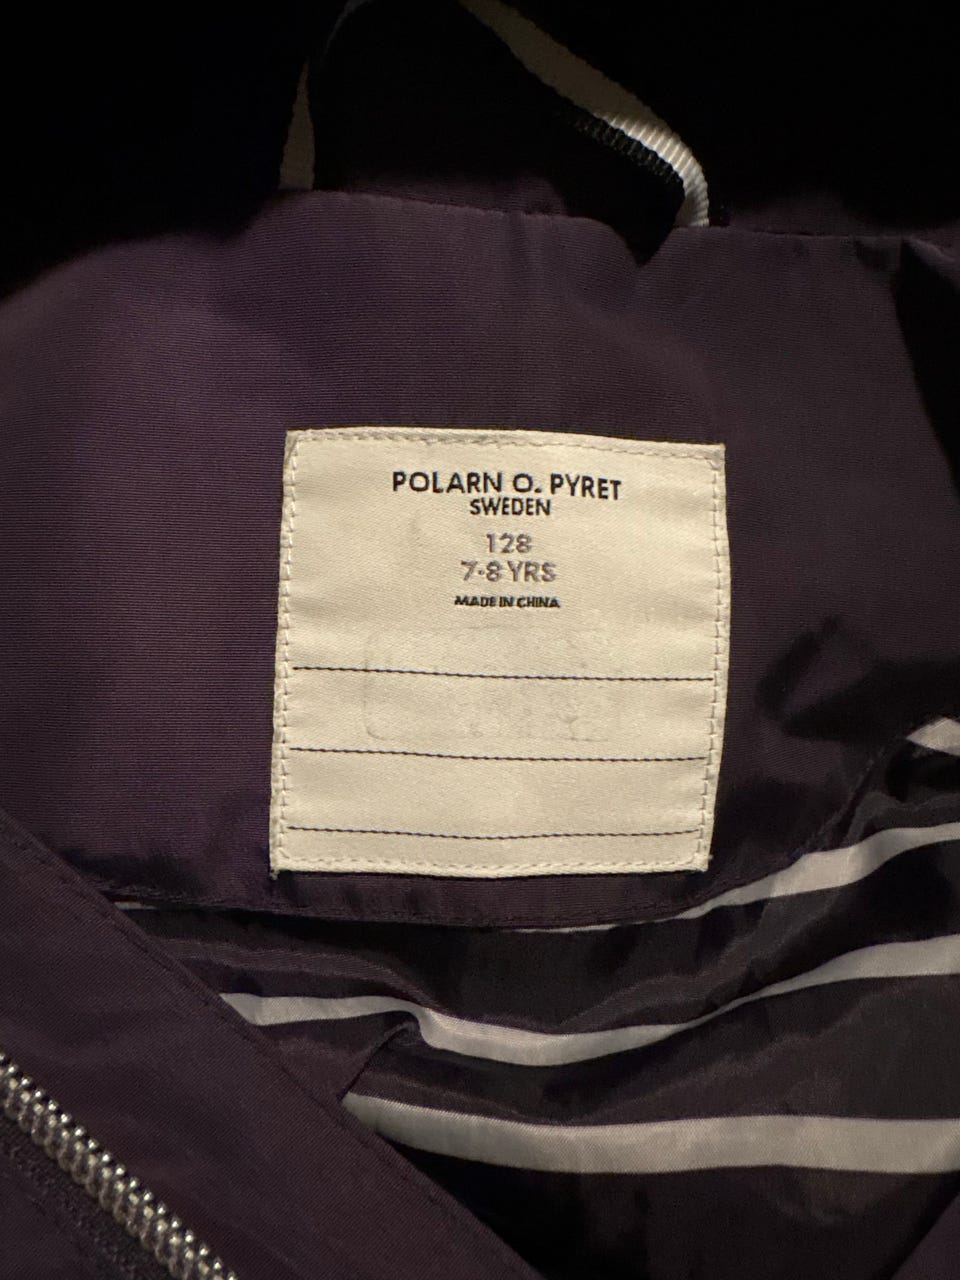 POLARN O. PYRET
SWEDEN
128
7-8 YRS
MADE IN CHINA